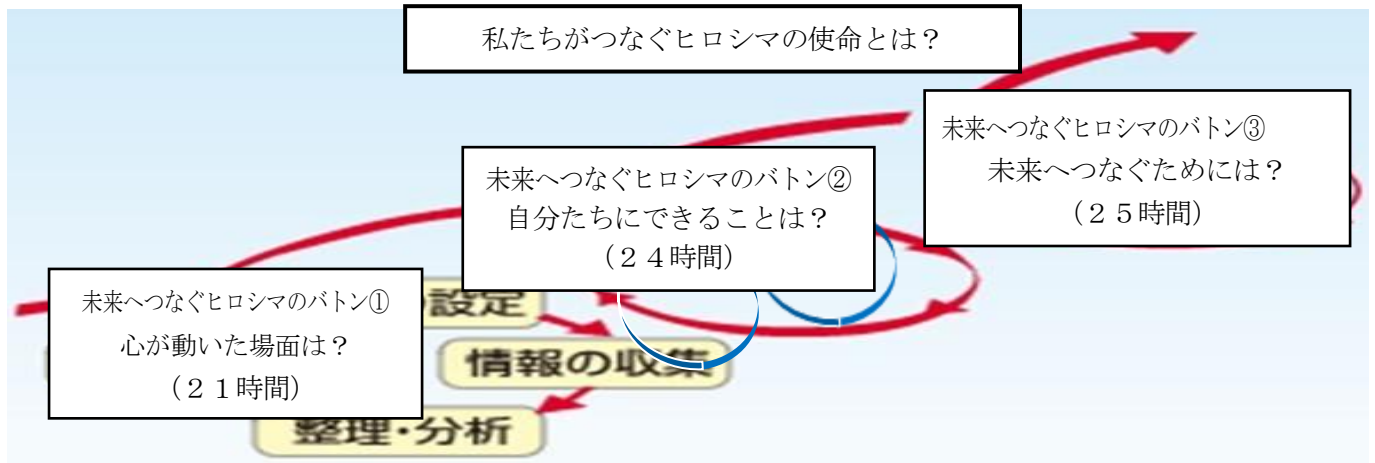 私たちがつなぐヒロシマの使命とは？
未来へつなぐヒロシマのバトン③
未来へつなぐためには？
（２５時間）
未来へつなぐヒロシマのバトン②
自分たちにできることは？
（２４時間）
未来へつなぐヒロシマのバトン①
心が動いた場面は？
（２１時間）
設定
情報の収集
整理・分析